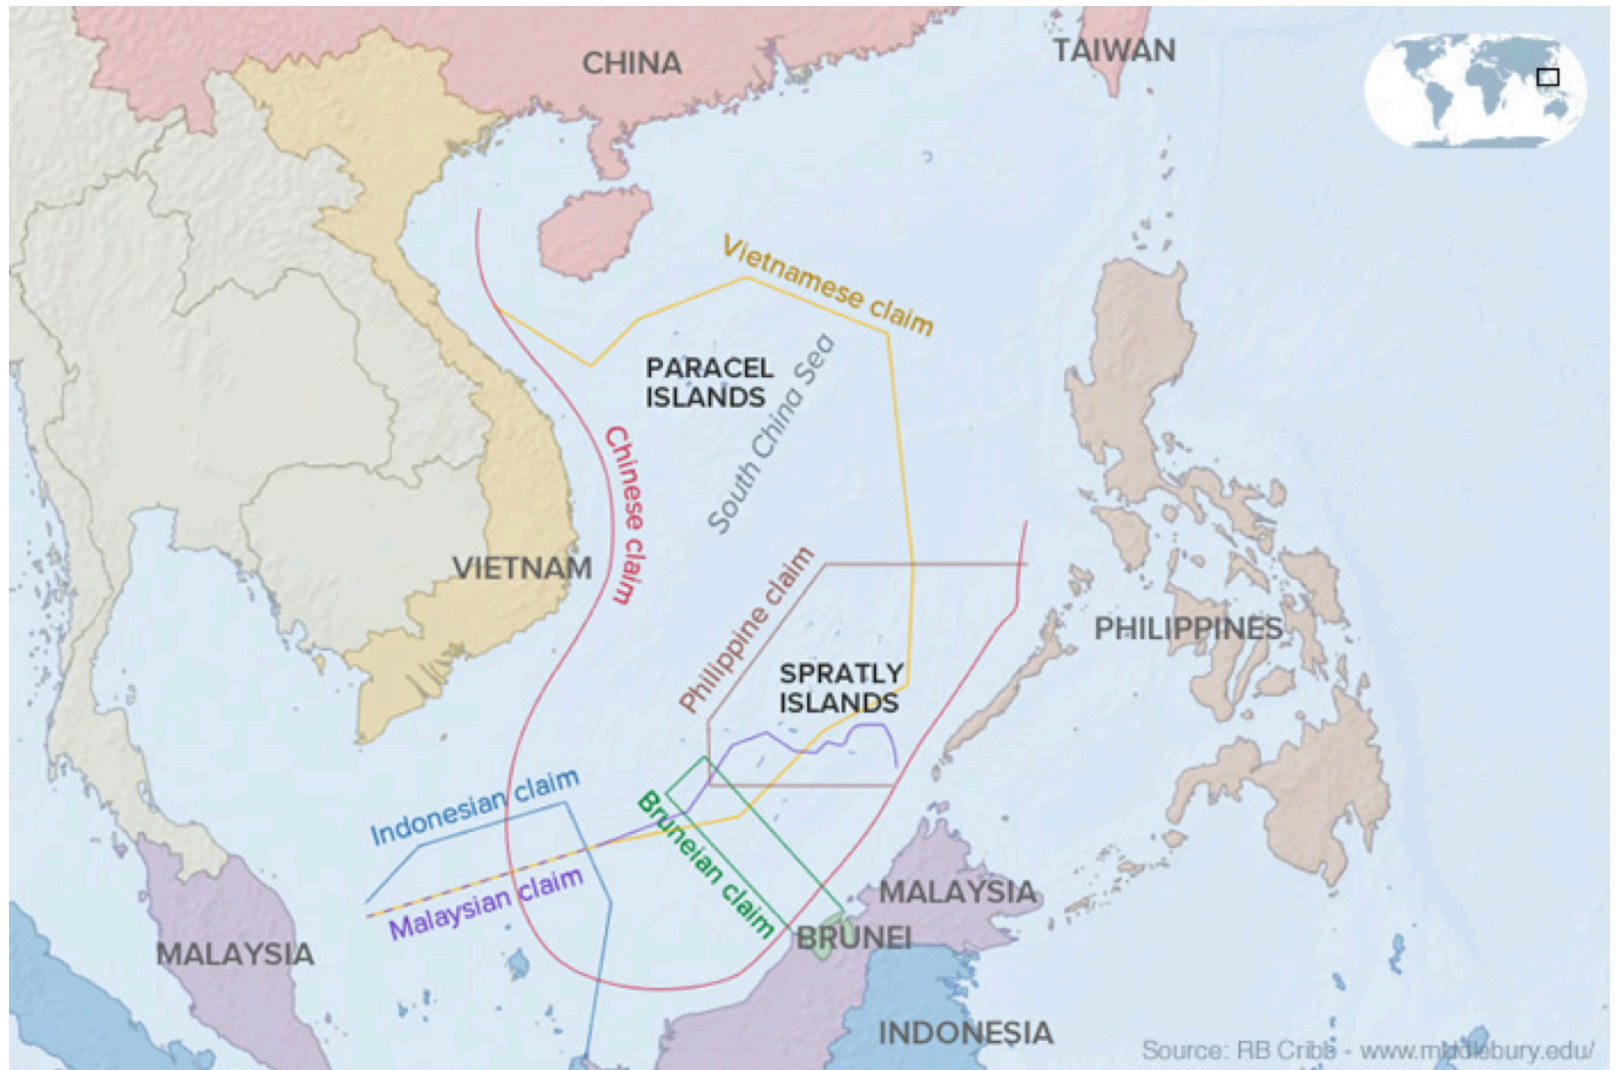 CHINA
TAIWAN
Vietnamese claim
PARACEL
ISLANDS
South China Sea
Chinese claim
VIETNAM
Philippine claim
PHILIPPINES
SPRATLY
ISLANDS
Indonesian claim
Bruneian claim
Malaysian claim
MALAYSIA
MALAYSIA
BRUNEI
INDONESIA
Source: RB Cribb - www.middlebury.edu/